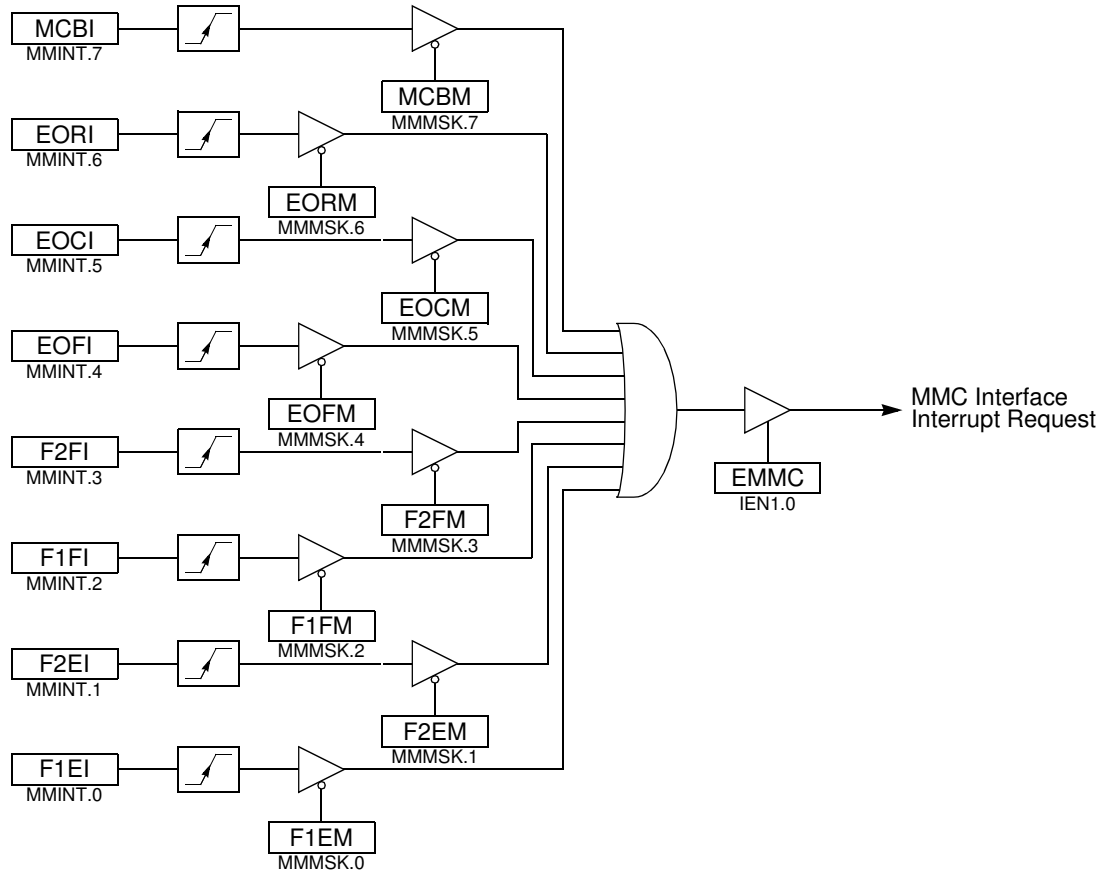 MCBI
MMINT.7
MCBM
MMMSK.7
EORI
MMINT.6
EORM
MMMSK.6
EOCI
MMINT.5
EOCM
MMMSK.5
EOFI
MMINT.4
EOFM
MMMSK.4
MMC Interface
Interrupt Request
EMMC
IEN1.0
F2FI
MMINT.3
F2FM
MMMSK.3
F1FI
MMINT.2
F1FM
MMMSK.2
F2EI
MMINT.1
F2EM
MMMSK.1
F1EI
MMINT.0
F1EM
MMMSK.0